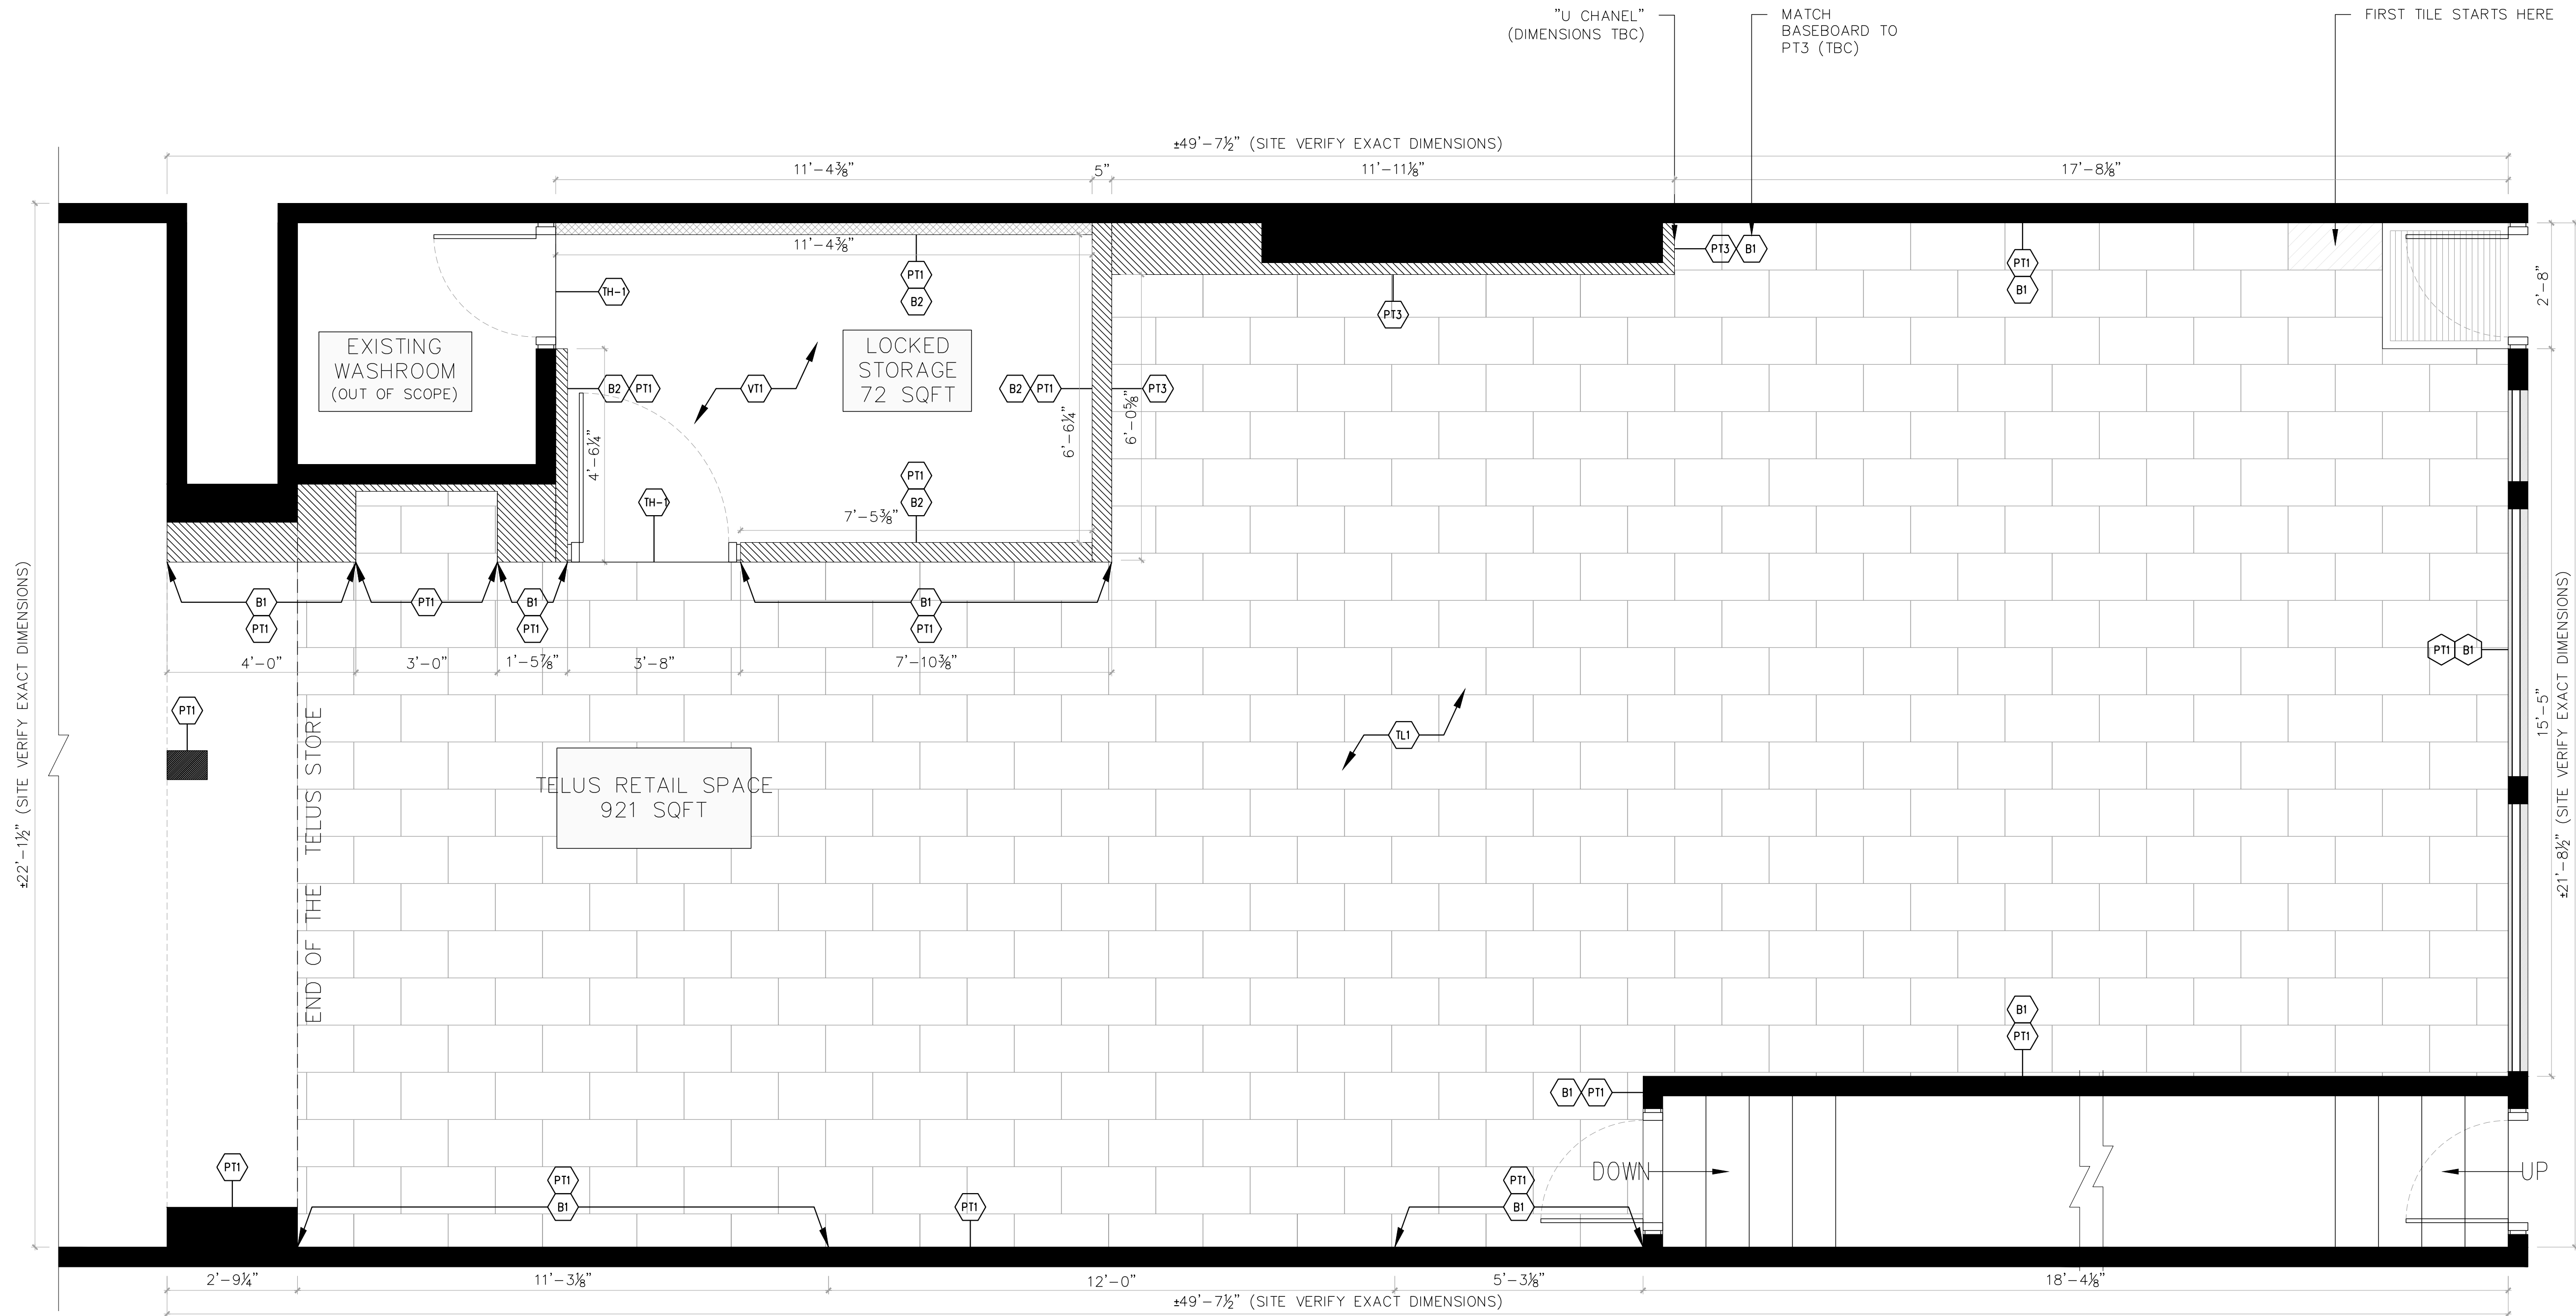 "U CHANEL"
(DIMENSIONS TBC)
MATCH
BASEBOARD TO
PT3 (TBC)
FIRST TILE STARTS HERE
±49'-7½" (SITE VERIFY EXACT DIMENSIONS)
11'-4⅜"
5"
11'-11⅛"
17'-8⅛"
11'-4⅜"
PT1
B2
TH-1
PT3
B1
PT1
B1
PT3
2'-8"
EXISTING
WASHROOM
(OUT OF SCOPE)
LOCKED
STORAGE
72 SQFT
B2
PT1
VT1
B2
PT1
PT3
4'-6¼"
6'-6¼"
6'-0⅝"
PT1
B2
TH-1
7'-5⅜"
B1
PT1
PT1
B1
PT1
B1
PT1
4'-0"
3'-0"
1'-5⅞"
3'-8"
7'-10⅜"
PT1
B1
15'-5"
±22'-1½" (SITE VERIFY EXACT DIMENSIONS)
±21'-8½" (SITE VERIFY EXACT DIMENSIONS)
PT1
END OF THE TELUS STORE
TL1
TELUS RETAIL SPACE
921 SQFT
B1
PT1
B1
PT1
PT1
PT1
B1
PT1
PT1
B1
DOWN
UP
2'-9¼"
11'-3⅛"
12'-0"
5'-3⅛"
18'-4⅛"
±49'-7½" (SITE VERIFY EXACT DIMENSIONS)